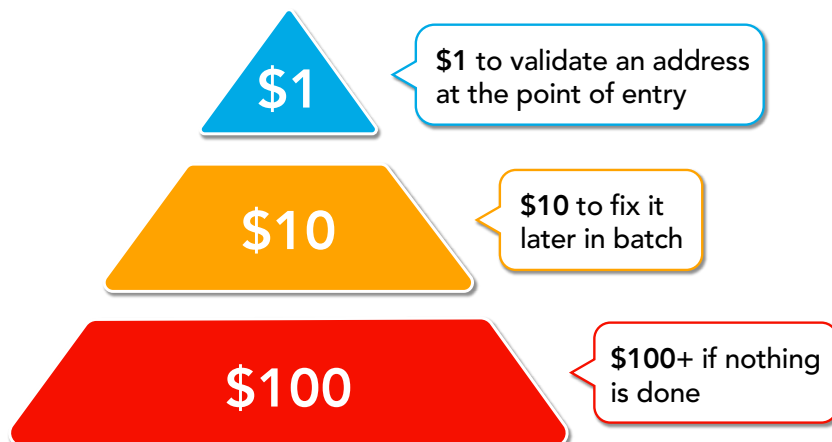 $1
$1 to validate an address
at the point of entry
$10
$10 to fix it
later in batch
$100
$100+ if nothing
is done